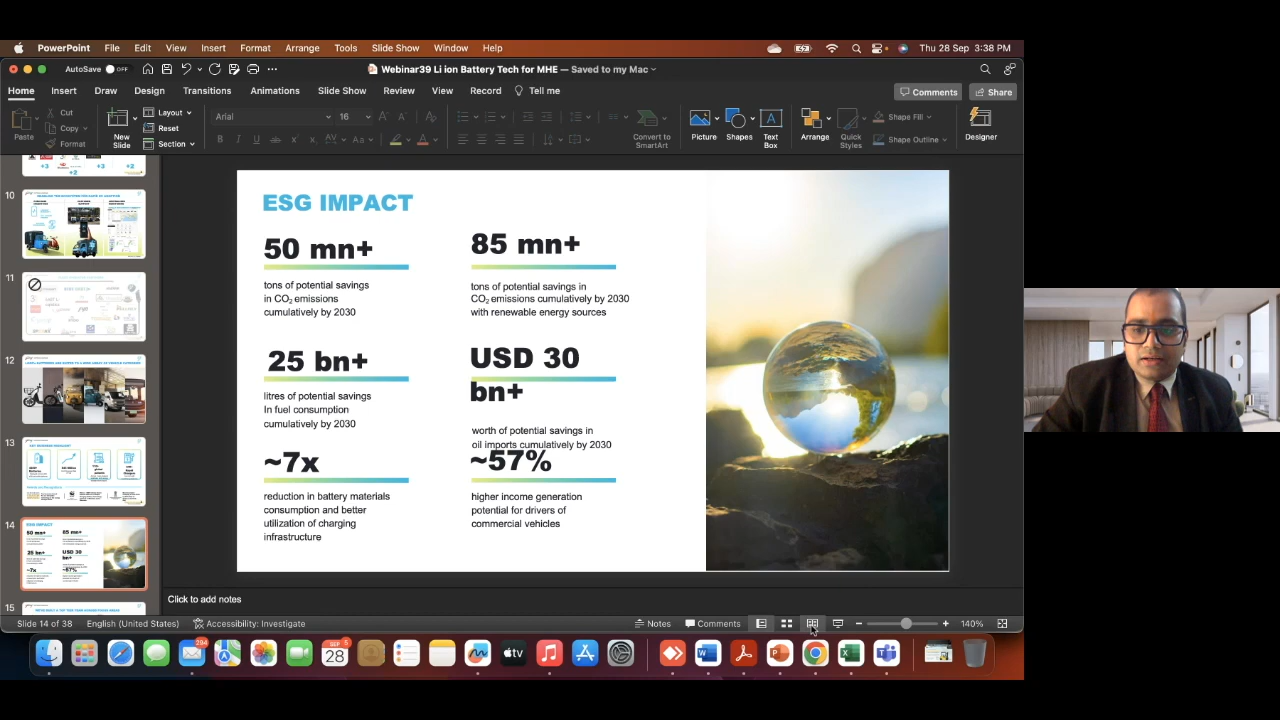 PowerPoint File Edit View Insert Format Arrange Tools Slide Show Window Help Thu 28 Sep 3:38 PM
AutoSave OFF Webinar39 Li ion Battery Tech for MHE — Saved to my Mac
Home Insert Draw Design Transitions Animations Slide Show Review View Record Tell me Comments Share
Paste Cut Copy Format
New Slide
Layout
Reset
Section
Arial 16
Convert to SmartArt
Picture Shapes Text Box Arrange Quick Styles
Shape Fill
Shape Outline
Designer
10
11
12
13
14
15
ESG IMPACT
50 mn+
tons of potential savings
in CO2 emissions
cumulatively by 2030
85 mn+
tons of potential savings in
CO2 emissions cumulatively by 2030
with renewable energy sources
25 bn+
litres of potential savings
In fuel consumption
cumulatively by 2030
USD 30
bn+
worth of potential savings in
oil imports cumulatively by 2030
~7x
reduction in battery materials
consumption and better
utilization of charging
infrastructure
~57%
higher income generation
potential for drivers of
commercial vehicles
Click to add notes
Slide 14 of 38 English (United States) Accessibility: Investigate Notes Comments 140%
294
SEP
28
5
tv